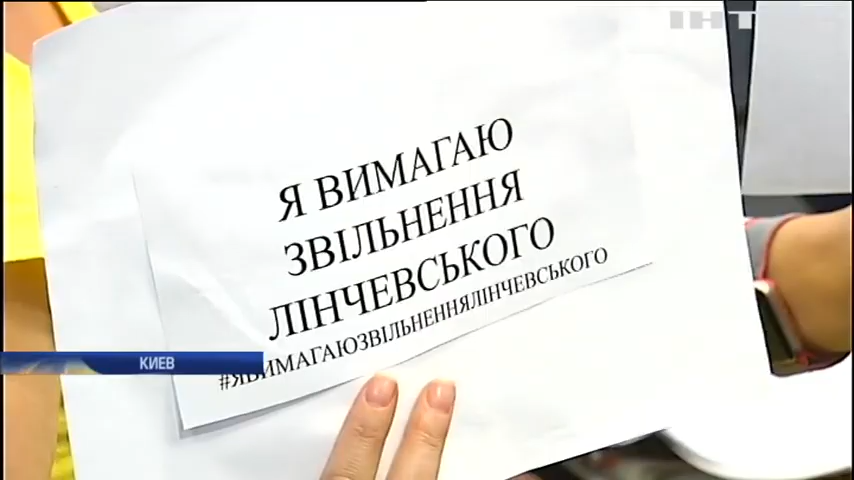 ІНТ
Я ВИМАГАЮ
ЗВІЛЬНЕННЯ
ЛІНЧЕВСЬКОГО
#ЯВИМАГАЮЗВІЛЬНЕННЯЛІНЧЕВСЬКОГО
КИЕВ